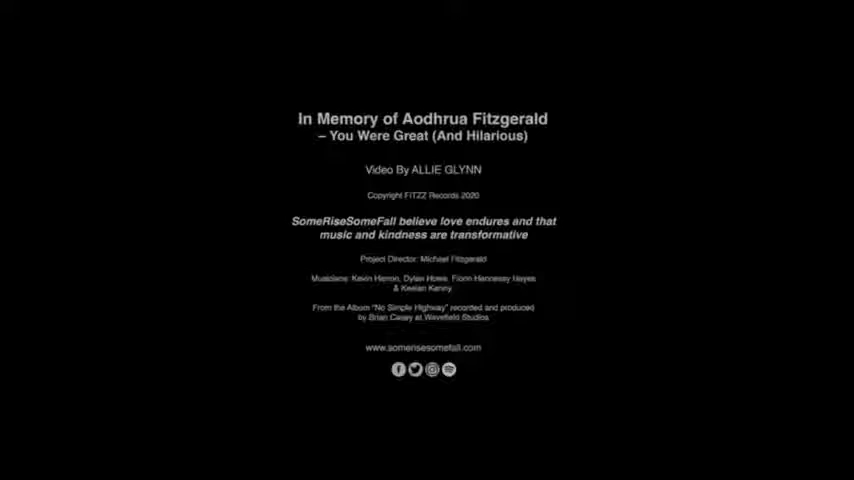 In Memory of Aodhrua Fitzgerald
– You Were Great (And Hilarious)
Video By ALLIE GLYNN
Copyright FITZZ Records 2020
SomeRiseSomeFall believe love endures and that
music and kindness are transformative
Project Director: Michael Fitzgerald
Musicians: Kevin Herron, Dylan Howe, Fionn Hennessy Hayes
& Keelan Kenny
From the Album "No Simple Highway" recorded and produced
by Brian Casey at Wavefield Studios
www.somerisesomefall.com